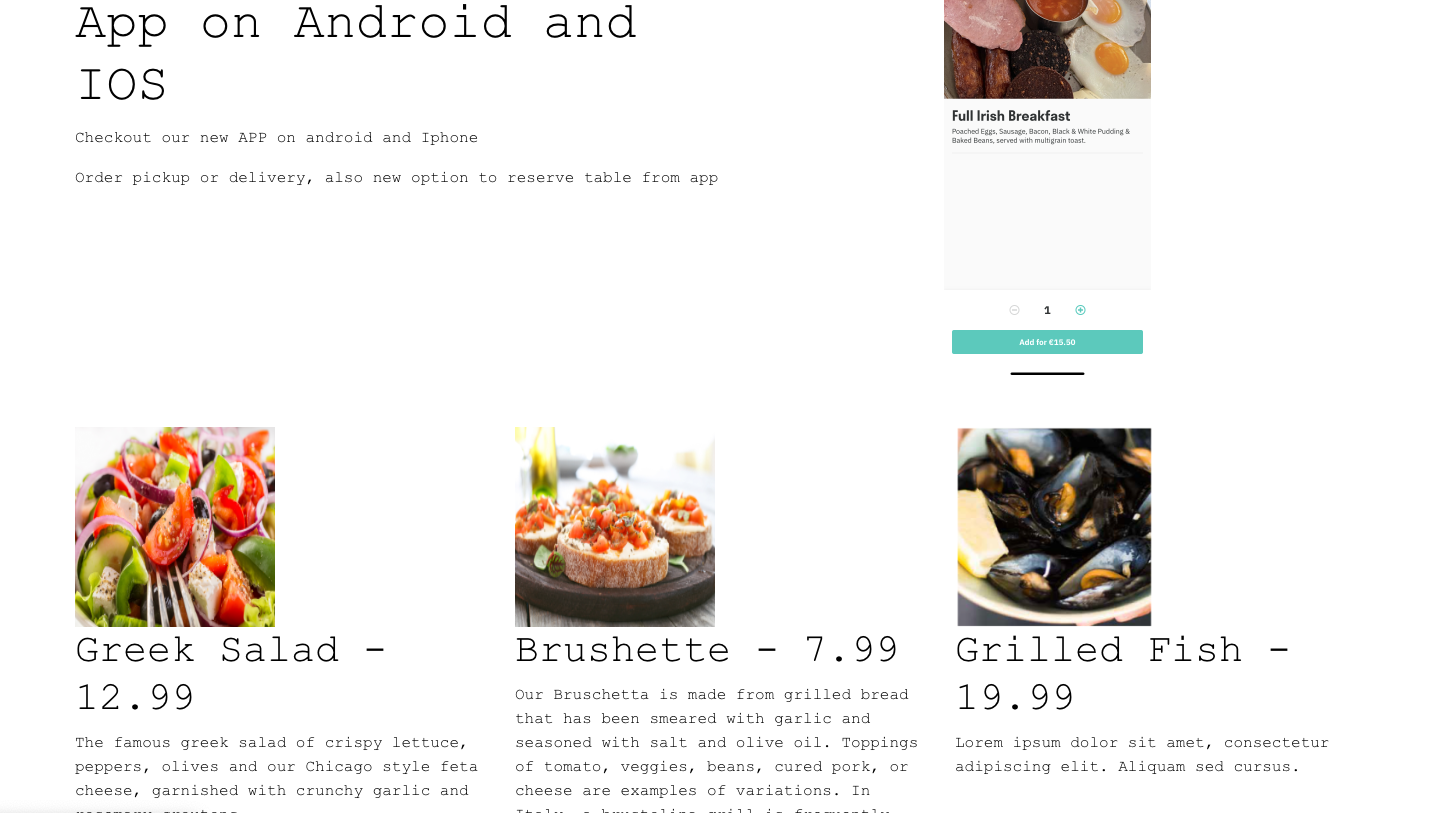 App on Android and
IOS
Checkout our new APP on android and Iphone
Order pickup or delivery, also new option to reserve table from app
Full Irish Breakfast
Poached Eggs, Sausage, Bacon, Black & White Pudding &
Baked Beans, served with multigrain toast.
1
Add for €15.50
Greek Salad -
12.99
The famous greek salad of crispy lettuce,
peppers, olives and our Chicago style feta
cheese, garnished with crunchy garlic and
Brushette - 7.99
Our Bruschetta is made from grilled bread
that has been smeared with garlic and
seasoned with salt and olive oil. Toppings
of tomato, veggies, beans, cured pork, or
cheese are examples of variations. In
Grilled Fish -
19.99
Lorem ipsum dolor sit amet, consectetur
adipiscing elit. Aliquam sed cursus.